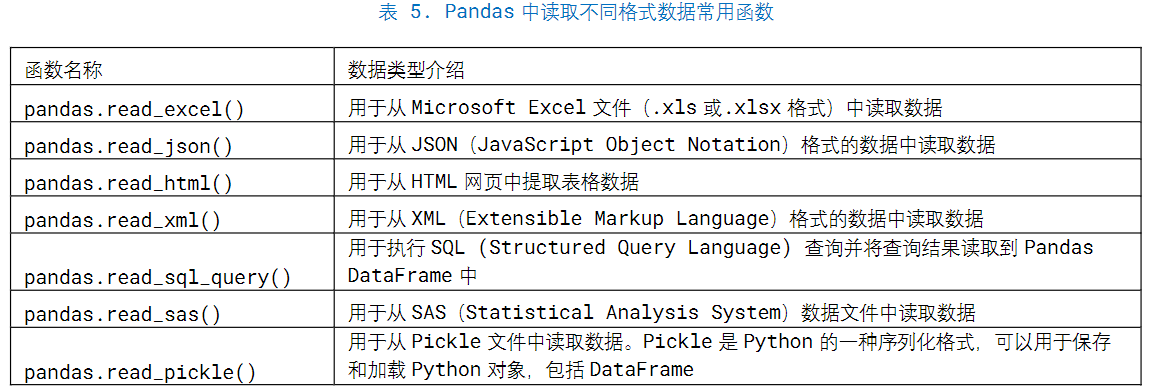 表 5. Pandas 中读取不同格式数据常用函数
函数名称 数据类型介绍
pandas.read_excel() 用于从 Microsoft Excel 文件（.xls 或.xlsx 格式）中读取数据
pandas.read_json() 用于从 JSON（JavaScript Object Notation）格式的数据中读取数据
pandas.read_html() 用于从 HTML 网页中提取表格数据
pandas.read_xml() 用于从 XML（Extensible Markup Language）格式的数据中读取数据
用于执行 SQL (Structured Query Language) 查询并将查询结果读取到 Pandas
pandas.read_sql_query() DataFrame 中
pandas.read_sas() 用于从 SAS（Statistical Analysis System）数据文件中读取数据
用于从 Pickle 文件中读取数据。Pickle 是 Python 的一种序列化格式，可以用于保存
pandas.read_pickle() 和加载 Python 对象，包括 DataFrame